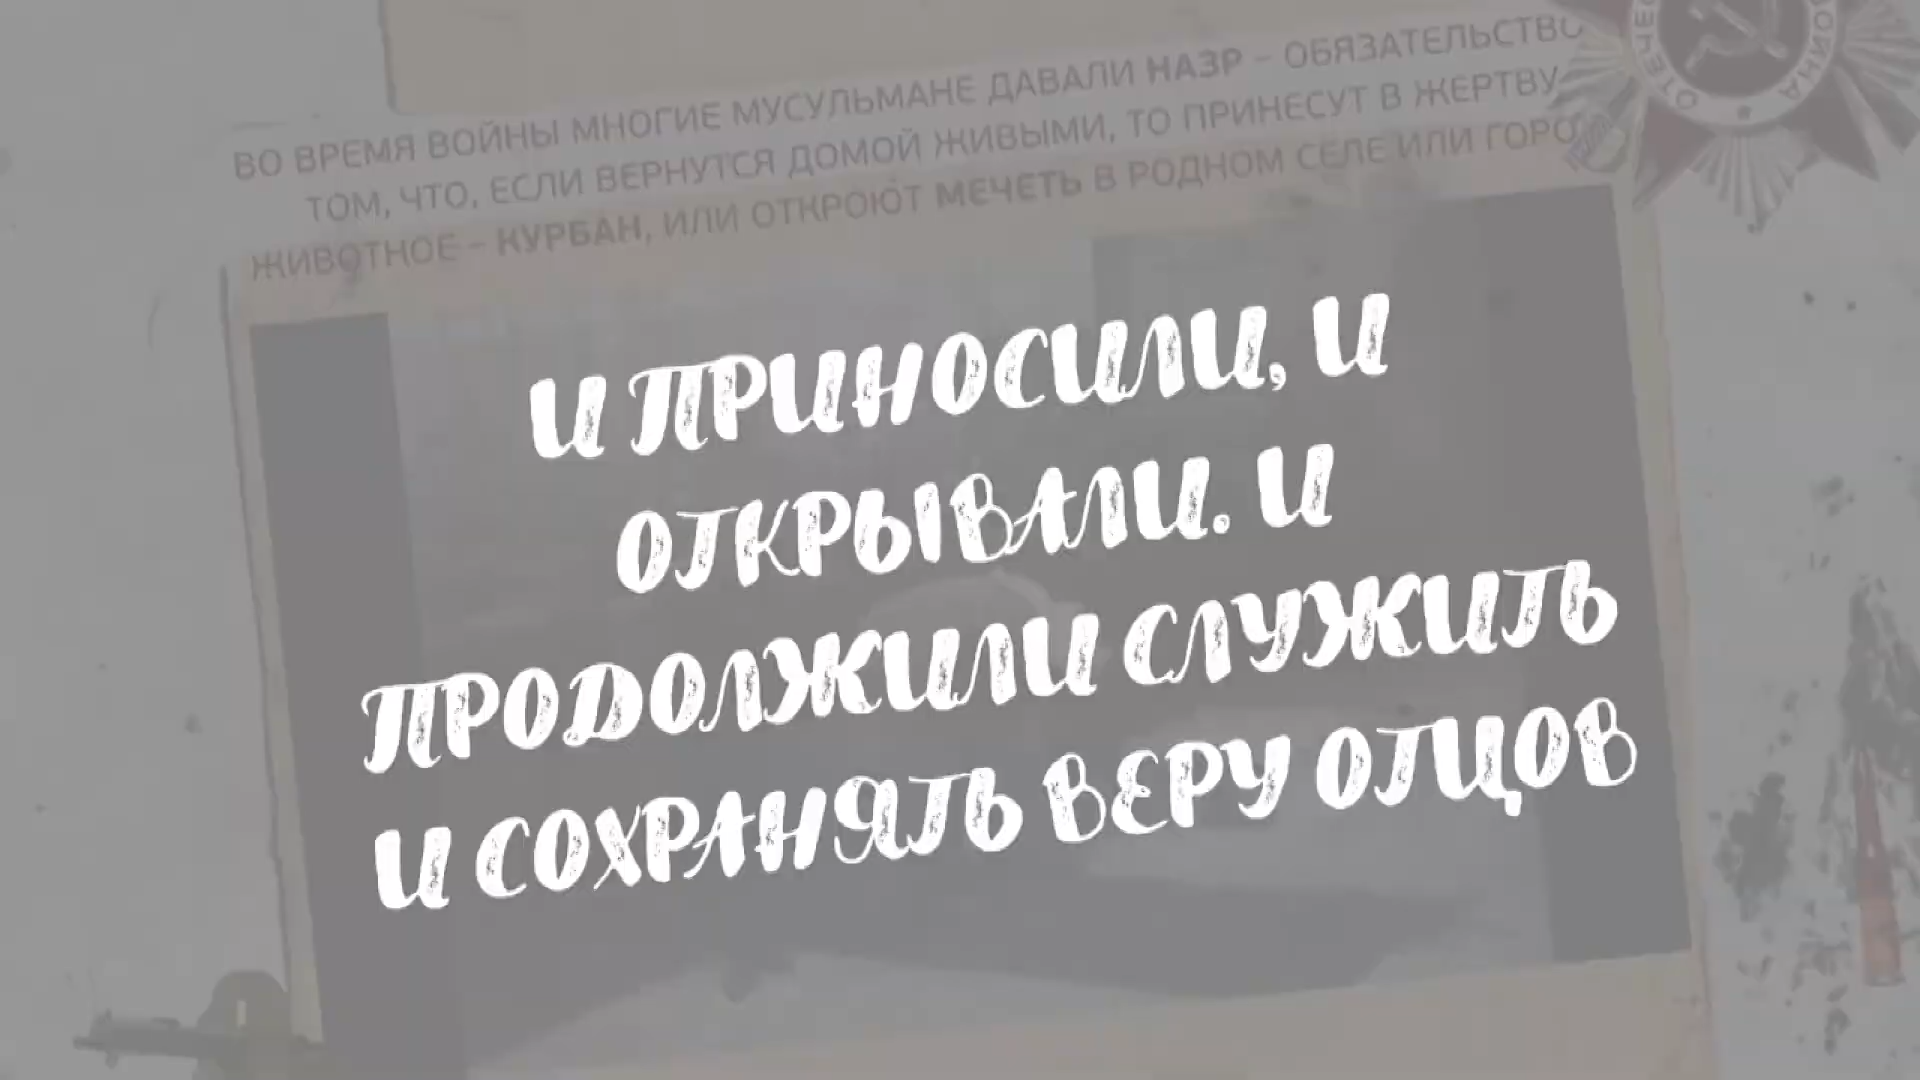 ВО ВРЕМЯ ВОЙНЫ МНОГИЕ МУСУЛЬМАНЕ ДАВАЛИ НАЗР – ОБЯЗАТЕЛЬСТВО
ТОМ, ЧТО, ЕСЛИ ВЕРНУТСЯ ДОМОЙ ЖИВЫМИ, ТО ПРИНЕСУТ В ЖЕРТВУ
ЖИВОТНОЕ – КУРБАН, ИЛИ ОТКРОЮТ МЕЧЕТЬ В РОДНОМ СЕЛЕ ИЛИ
И ПРИНОСИЛИ, И
ОТКРЫВАЛИ. И
ПРОДОЛЖИЛИ СЛУЖИТЬ
И СОХРАНЯТЬ ВЕРУ ОТЦОВ